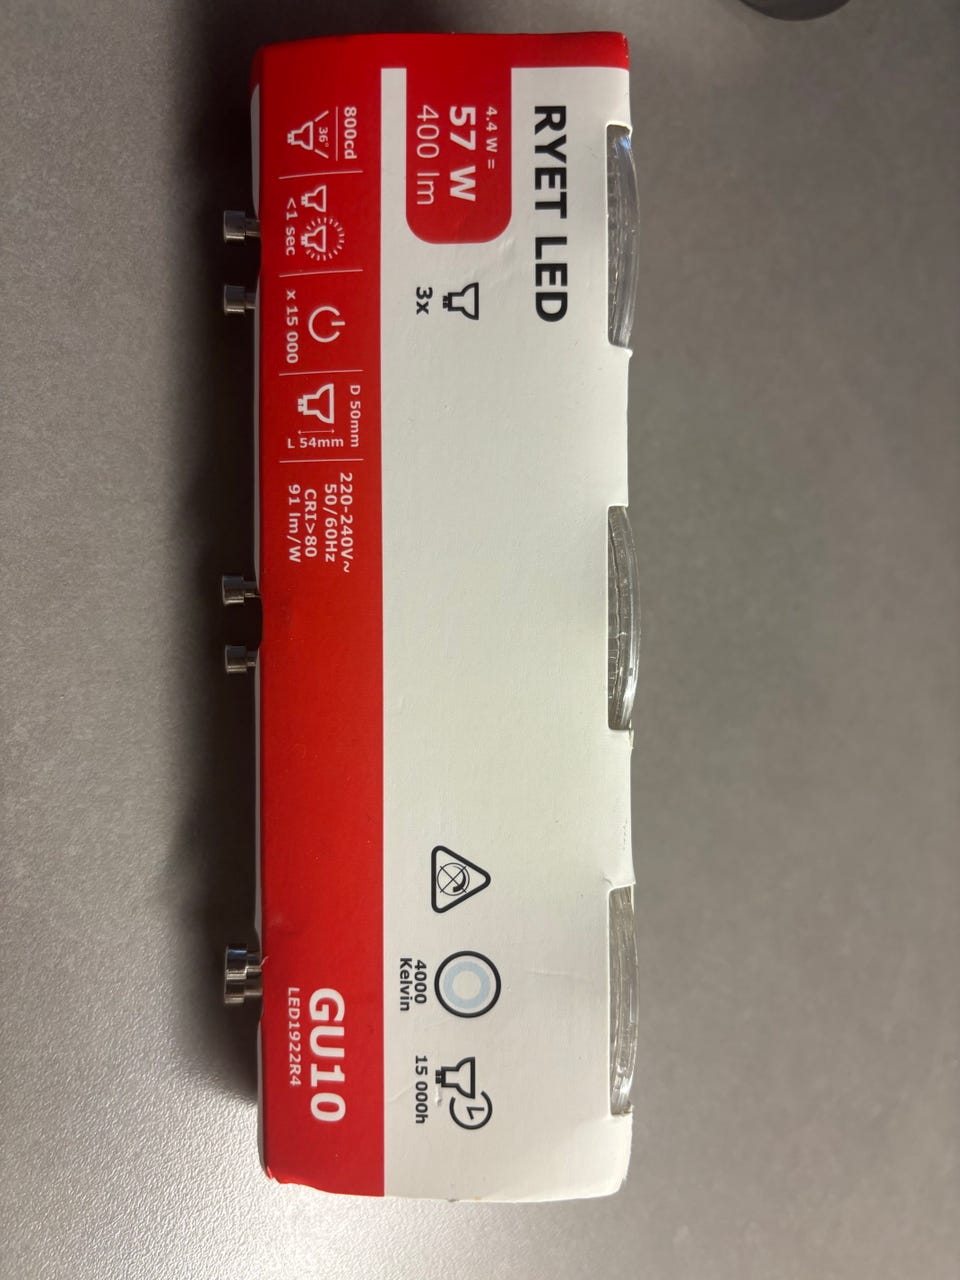 RYET LED
4.4 W =
57 W
400 lm
3x
4000
Kelvin
15 000h
800cd
36°
<1 sec
x 15 000
D 50mm
L 54mm
220-240V~
50/60Hz
CRI>80
91 lm/W
GU10
LED1922R4